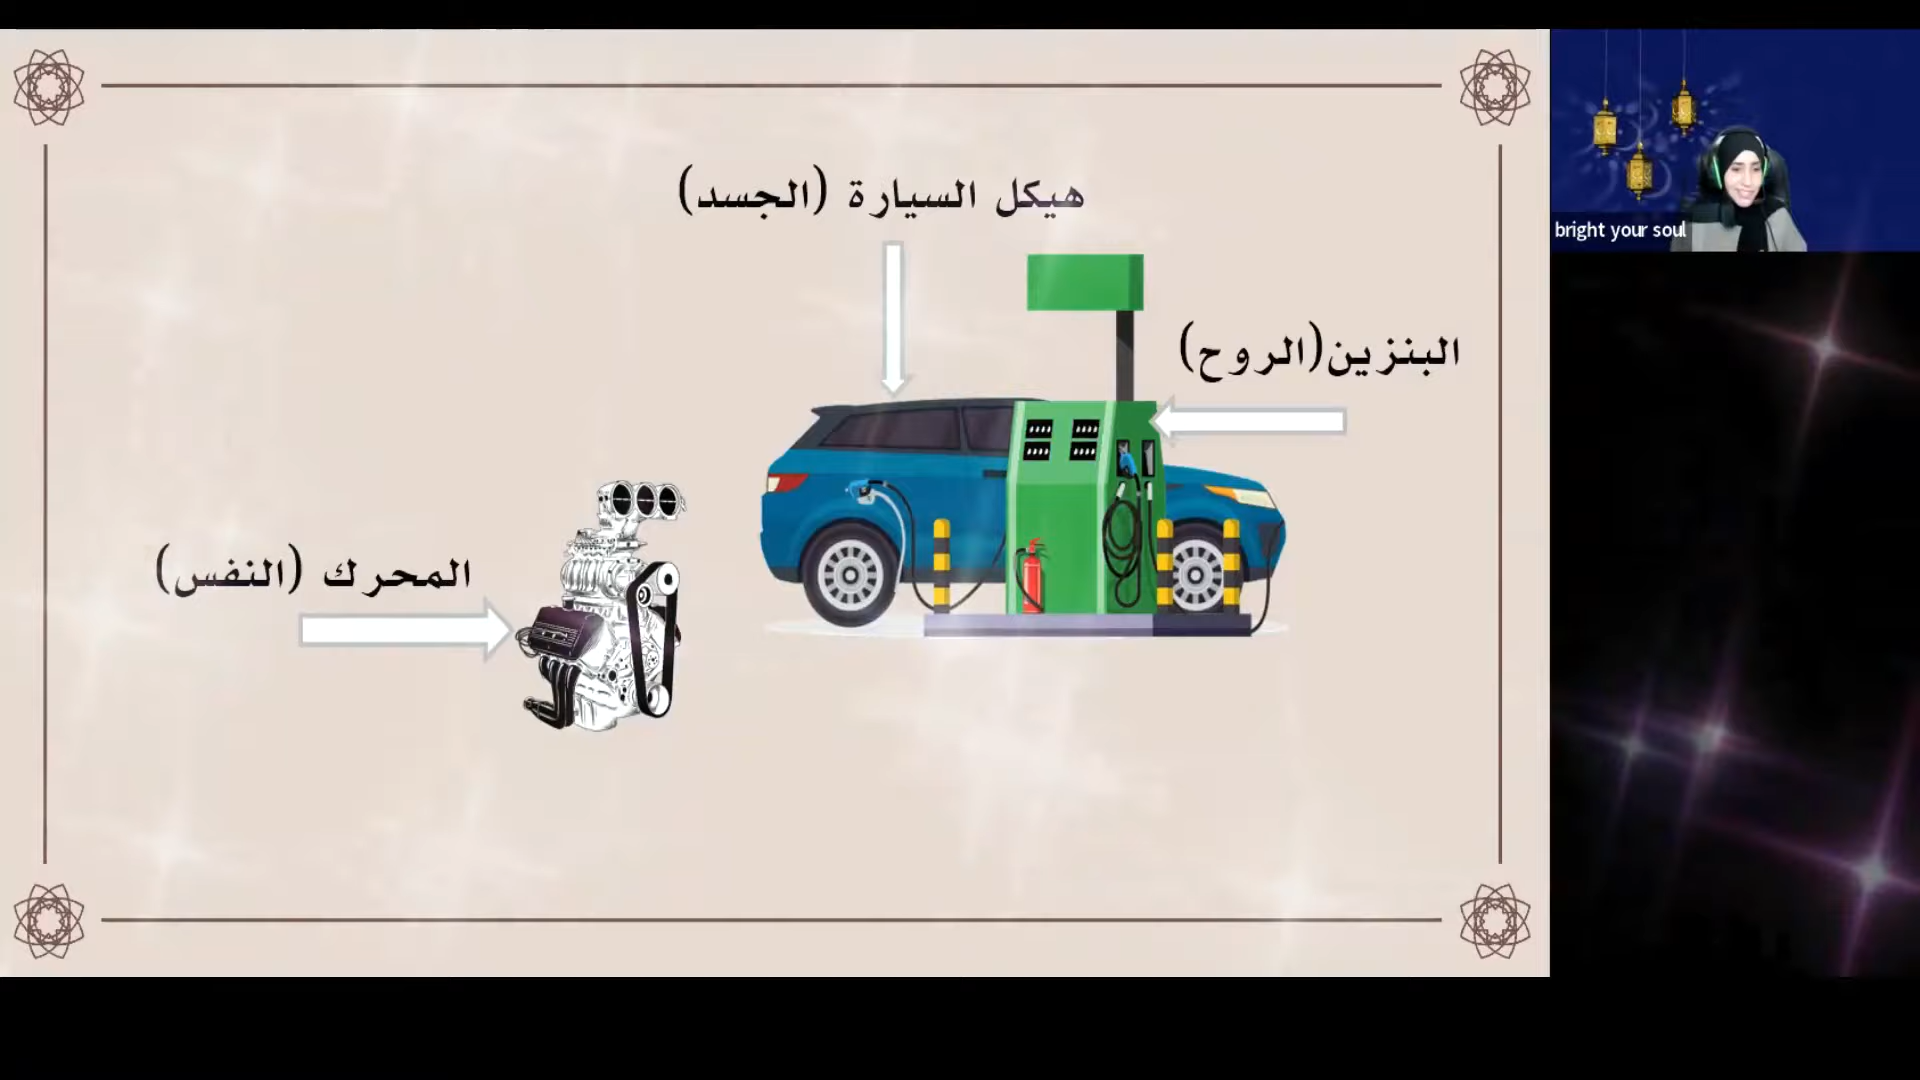 هيكل السيارة (الجسد)
البنزين(الروح)
المحرك (النفس)
bright your soul